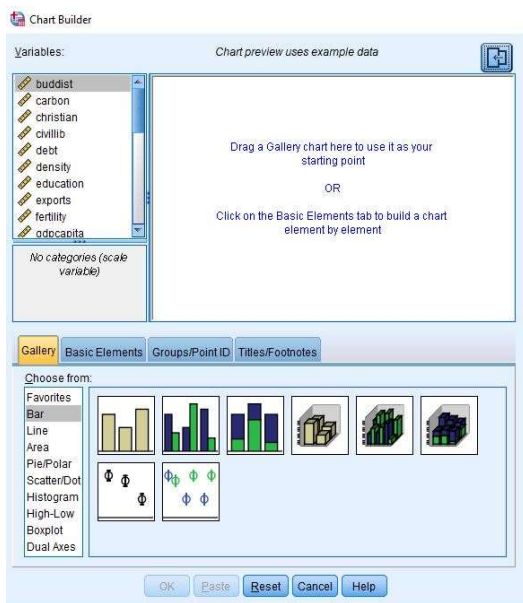 Chart Builder
Variables:
Chart preview uses example data
buddist
carbon
christian
civillib
debt
density
education
exports
fertility
gdpcapita
No categories (scale
variable)
Drag a Gallery chart here to use it as your
starting point
OR
Click on the Basic Elements tab to build a chart
element by element
Gallery
Basic Elements
Groups/Point ID
Titles/Footnotes
Choose from:
Favorites
Bar
Line
Area
Pie/Polar
Scatter/Dot
Histogram
High-Low
Boxplot
Dual Axes
OK
Paste
Reset
Cancel
Help